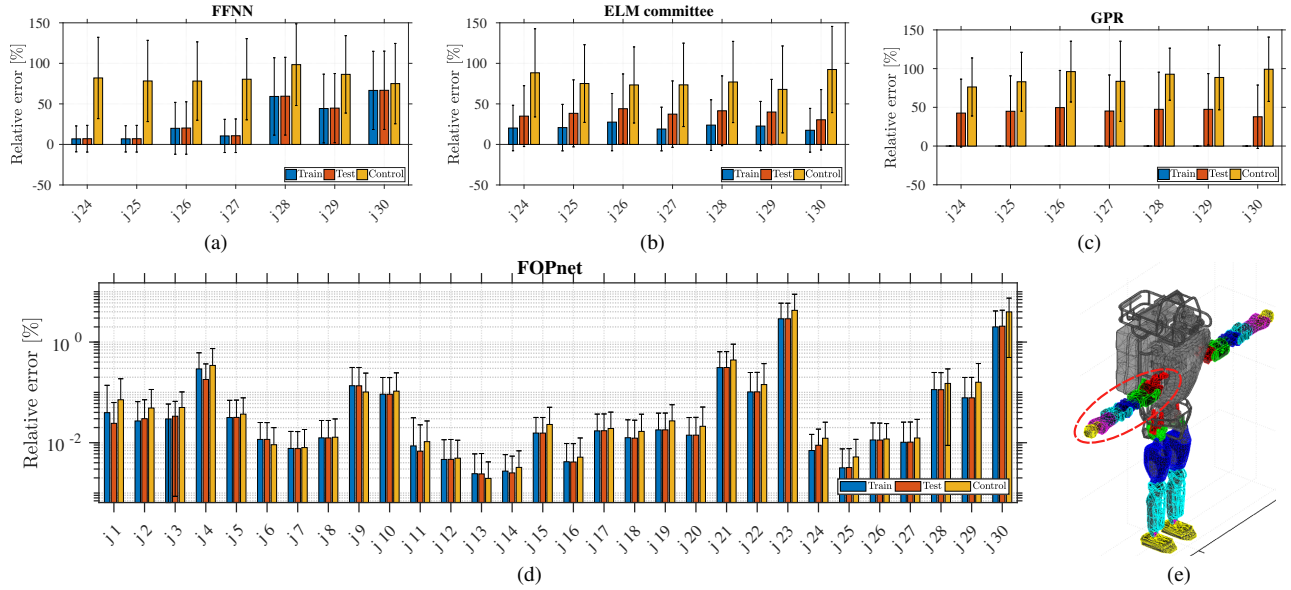 FFNN
Relative error [%]
150
100
50
0
-50
Train Test Control
j 24 j 25 j 26 j 27 j 28 j 29 j 30
(a)
ELM committee
Relative error [%]
150
100
50
0
-50
Train Test Control
j 24 j 25 j 26 j 27 j 28 j 29 j 30
(b)
GPR
Relative error [%]
150
100
50
0
-50
Train Test Control
j 24 j 25 j 26 j 27 j 28 j 29 j 30
(c)
FOPnet
Relative error [%]
10^0
10^-2
Train Test Control
j 1 j 2 j 3 j 4 j 5 j 6 j 7 j 8 j 9 j 10 j 11 j 12 j 13 j 14 j 15 j 16 j 17 j 18 j 19 j 20 j 21 j 22 j 23 j 24 j 25 j 26 j 27 j 28 j 29 j 30
(d)
(e)